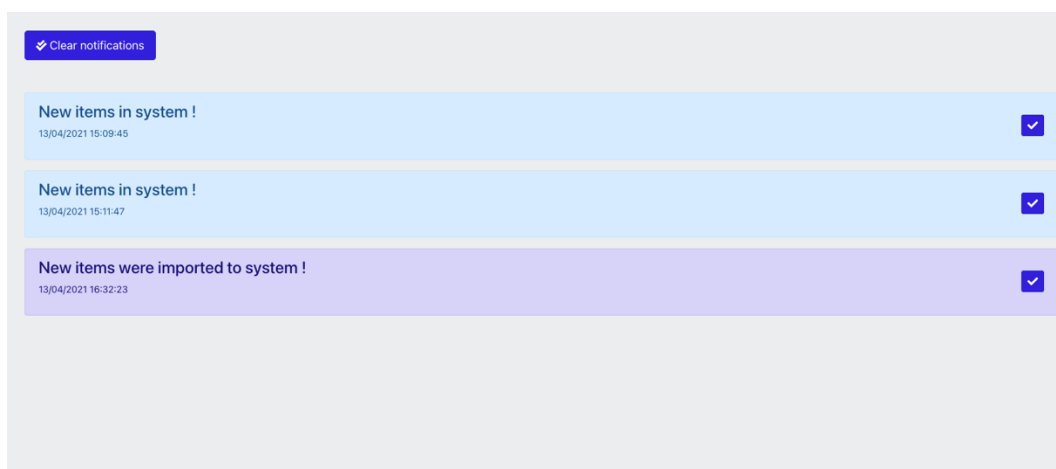 Clear notifications
New items in system !
13/04/2021 15:09:45
New items in system !
13/04/2021 15:11:47
New items were imported to system !
13/04/2021 16:32:23